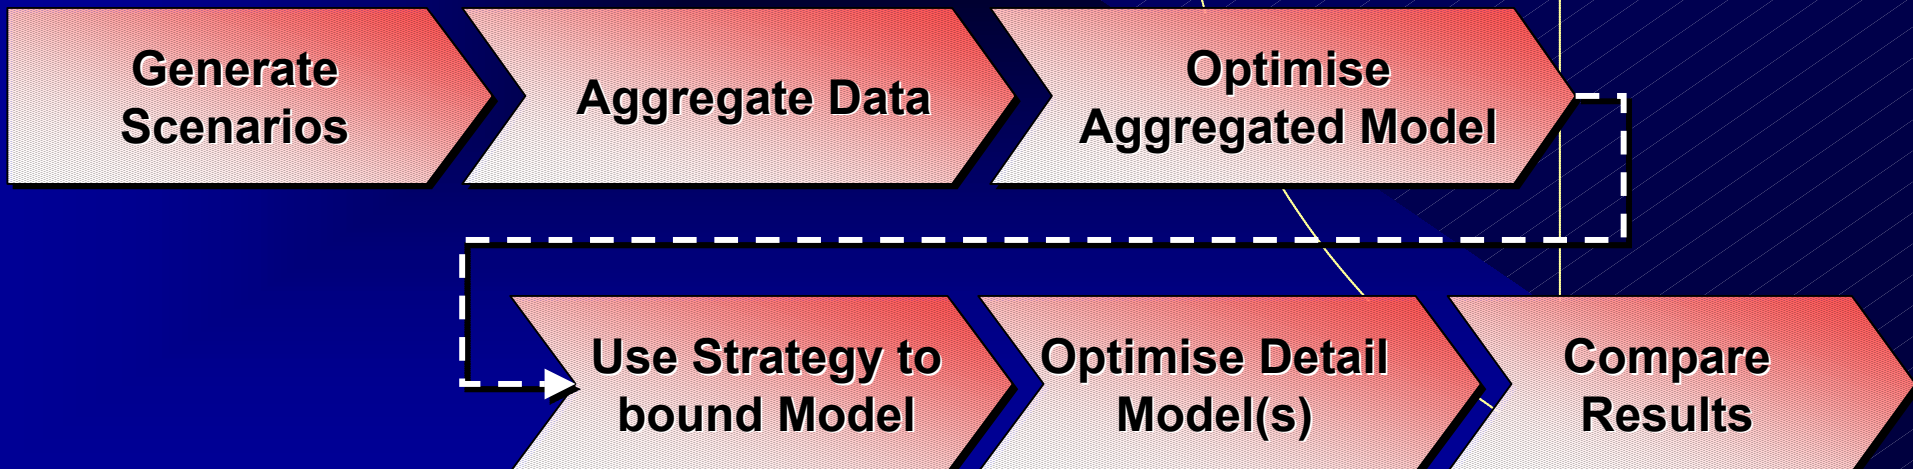 Generate
Scenarios
Aggregate Data
Optimise
Aggregated Model
Use Strategy to
bound Model
Optimise Detail
Model(s)
Compare
Results